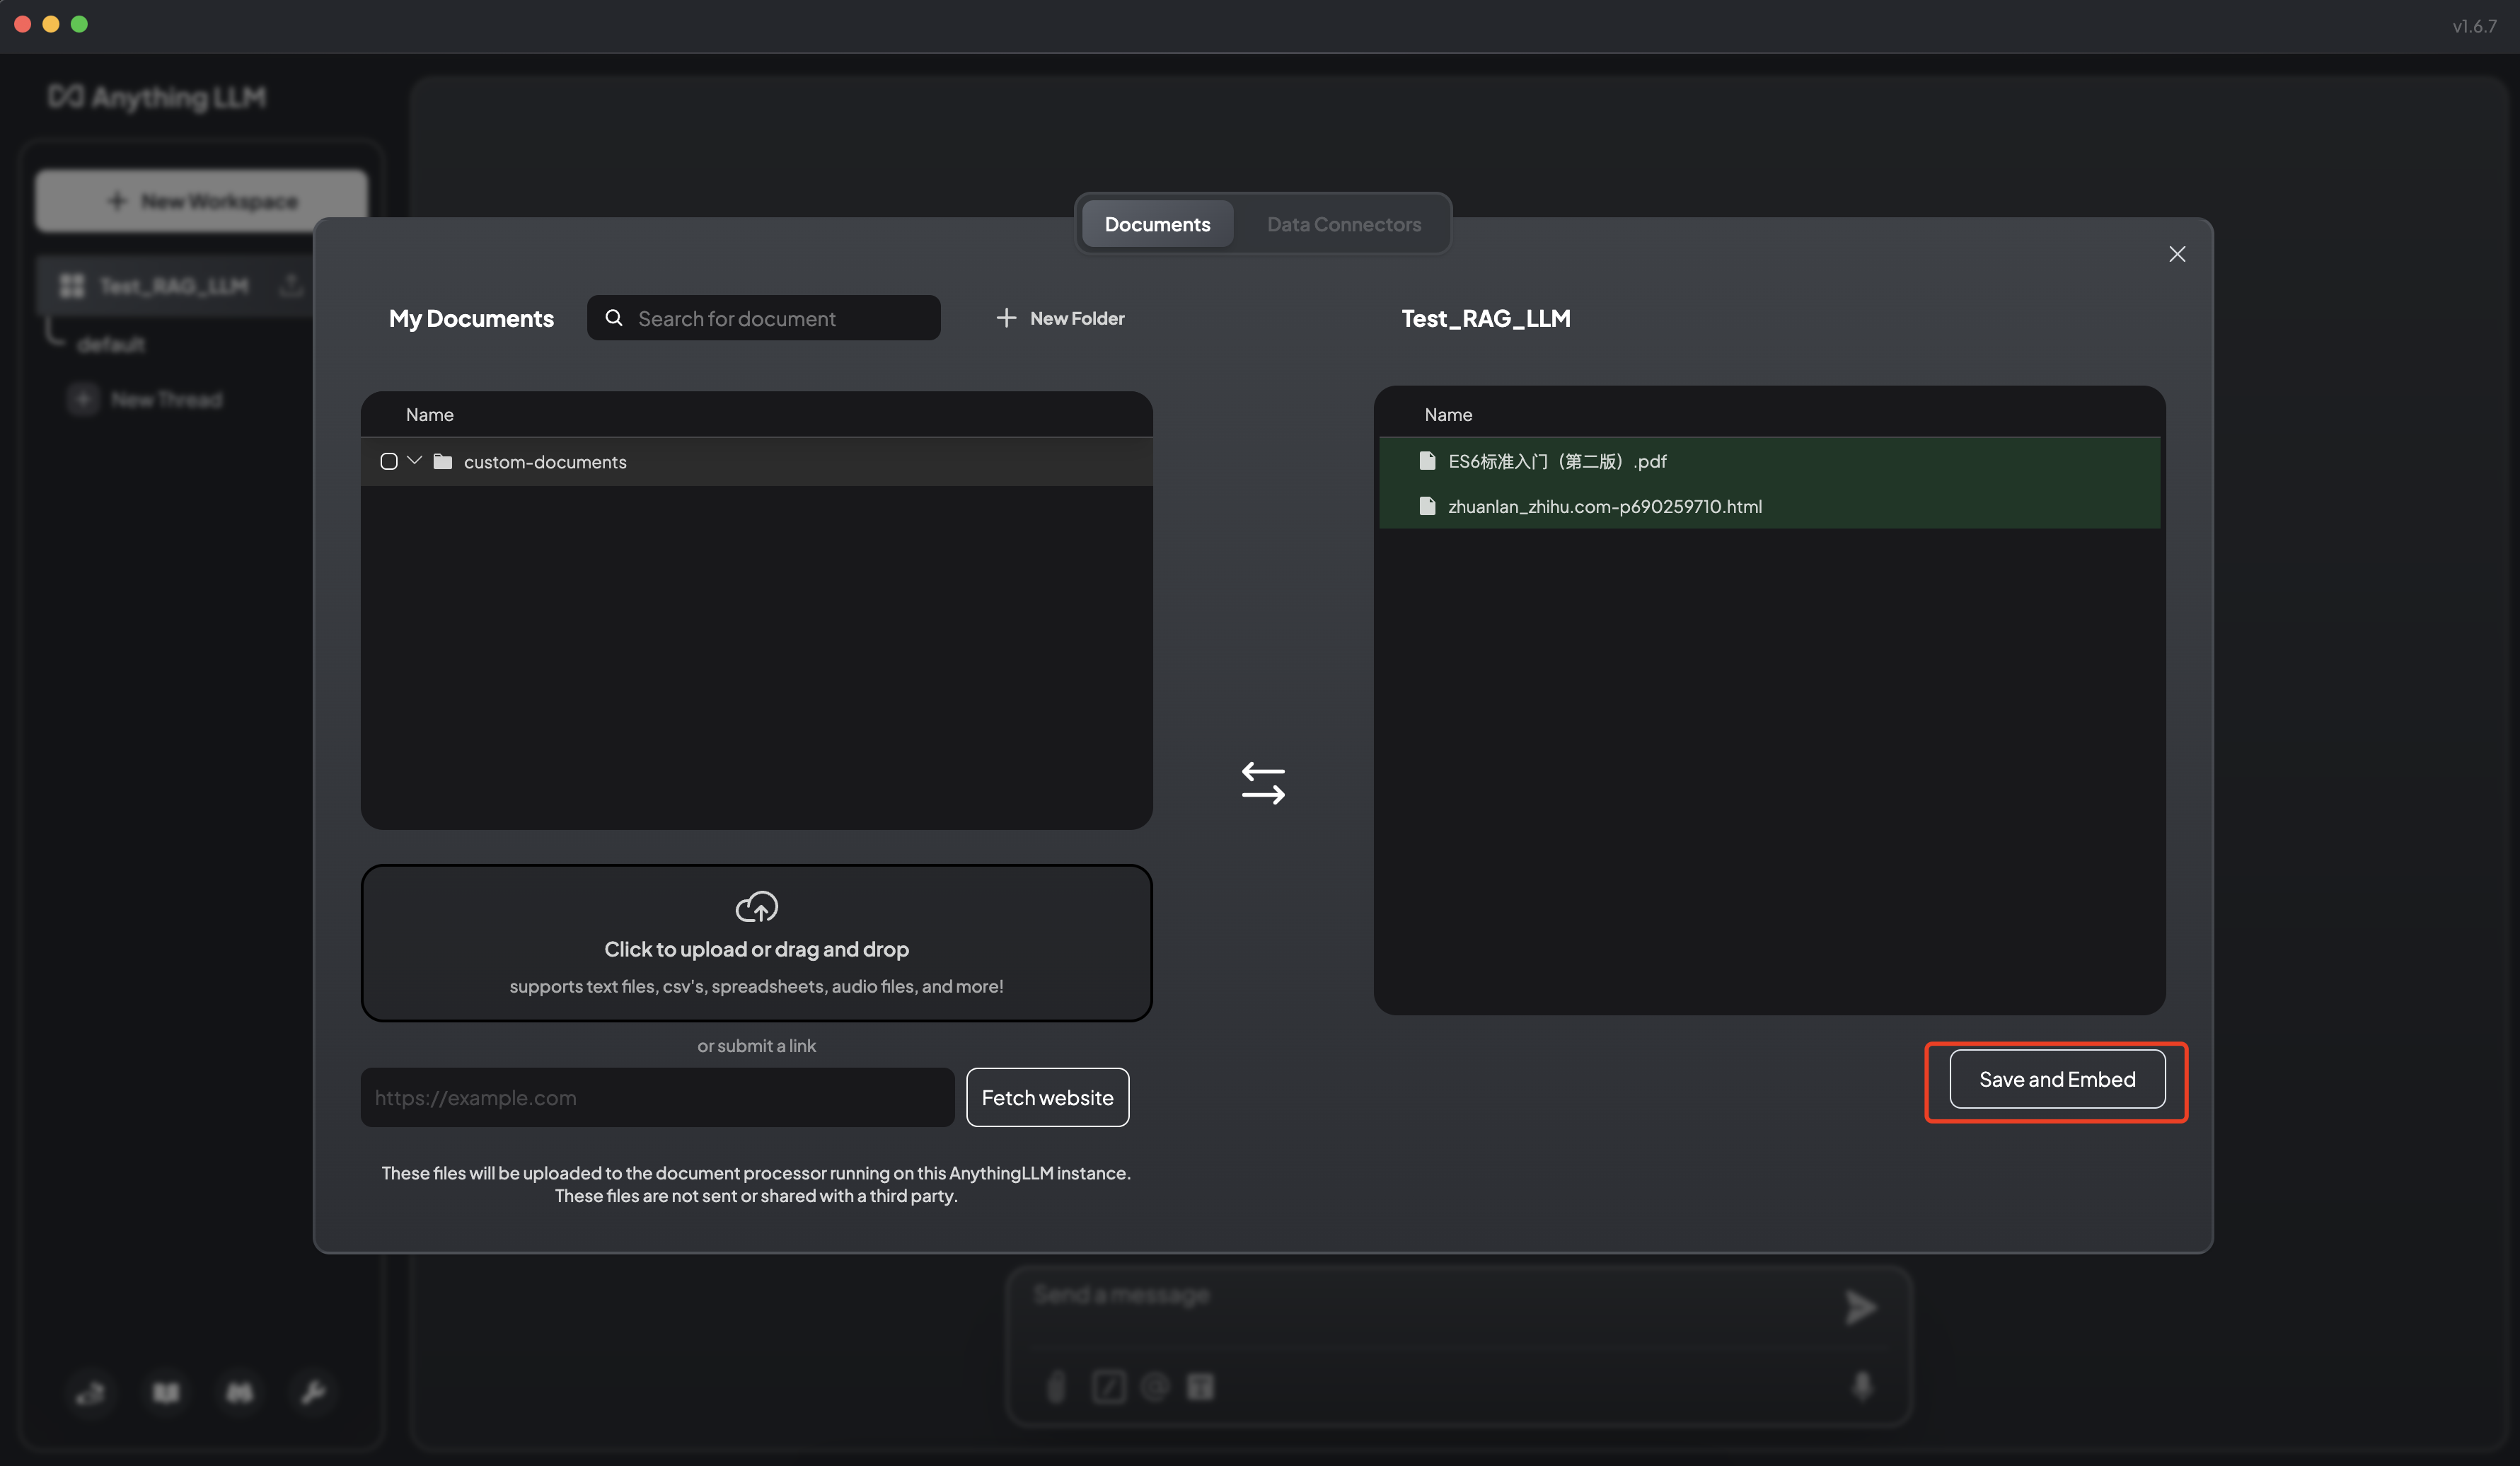 v1.6.7
Anything LLM
New Workspace
Test_RAG_LLM
default
New Thread
Documents
Data Connectors
My Documents
Search for document
New Folder
Name
custom-documents
Click to upload or drag and drop
supports text files, csv's, spreadsheets, audio files, and more!
or submit a link
https://example.com
Fetch website
These files will be uploaded to the document processor running on this AnythingLLM instance.
These files are not sent or shared with a third party.
Test_RAG_LLM
Name
ES6标准入门（第二版）.pdf
zhuanlan_zhihu.com-p690259710.html
Save and Embed
Send a message